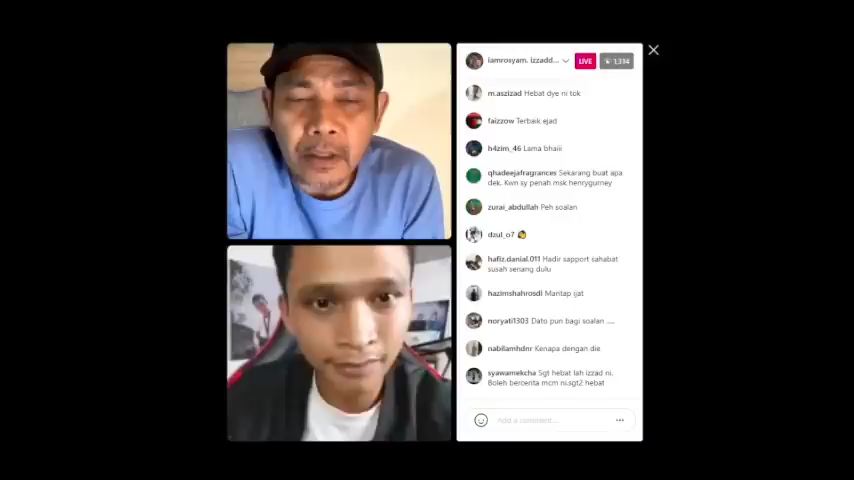 iamrosyam. izzadd...
LIVE
1,334
m.aszizad Hebat dye ni tok
faizzow Terbaik ejad
h4zim_46 Lama bhaiii
qhadeejafragrances Sekarang buat apa
dek. Kwn sy penah msk henrygurney
zurai_abdullah Peh soalan
dzul_o7
hafiz.danial.011 Hadir sapport sahabat
susah senang dulu
hazimshahrosdi Mantap ijat
noryati1303 Dato pun bagi soalan .....
nabilamhdnr Kenapa dengan die
syawamekcha Sgt hebat lah izzad ni.
Boleh bercerita mcm ni.sgt2 hebat
Add a comment...